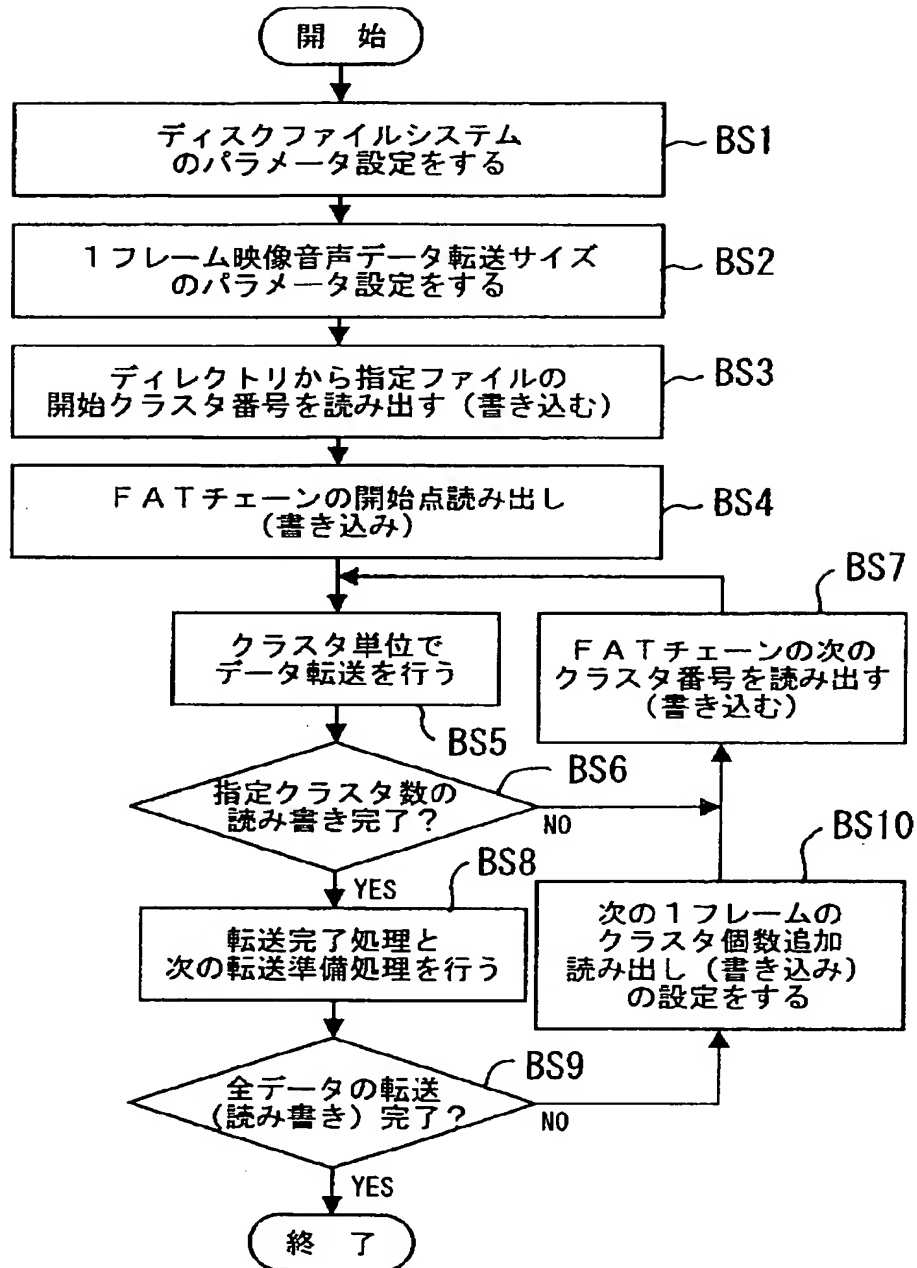 開 始
ディスクファイルシステム
のパラメータ設定をする
BS1
１フレーム映像音声データ転送サイズ
のパラメータ設定をする
BS2
ディレクトリから指定ファイルの
開始クラスタ番号を読み出す（書き込む）
BS3
ＦＡＴチェーンの開始点読み出し
（書き込み）
BS4
クラスタ単位で
データ転送を行う
BS5
ＦＡＴチェーンの次の
クラスタ番号を読み出す
（書き込む）
BS7
指定クラスタ数の
読み書き完了？
BS6
NO
YES
転送完了処理と
次の転送準備処理を行う
BS8
次の１フレームの
クラスタ個数追加
読み出し（書き込み）
の設定をする
BS10
全データの転送
（読み書き）完了？
BS9
NO
YES
終 了